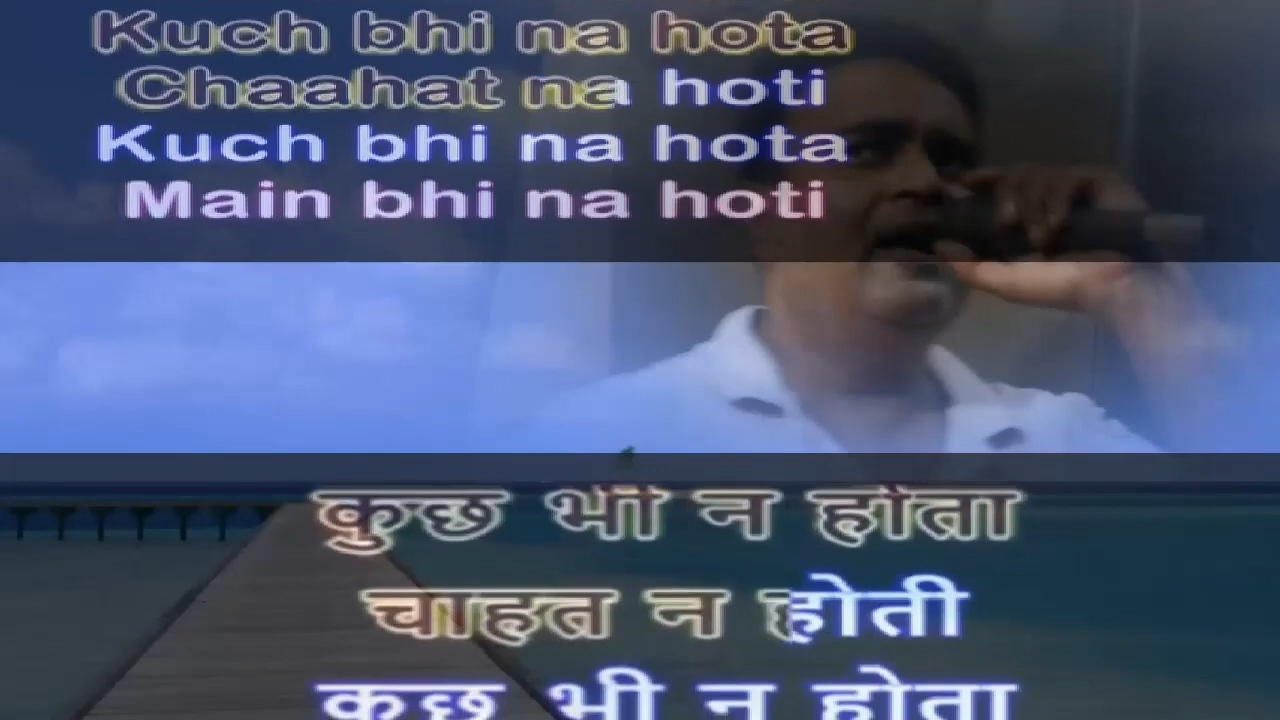 Kuch bhi na hota
Chaahat na hoti
Kuch bhi na hota
Main bhi na hoti
कुछ भी न होता
चाहत न होती
कुछ भी न होता